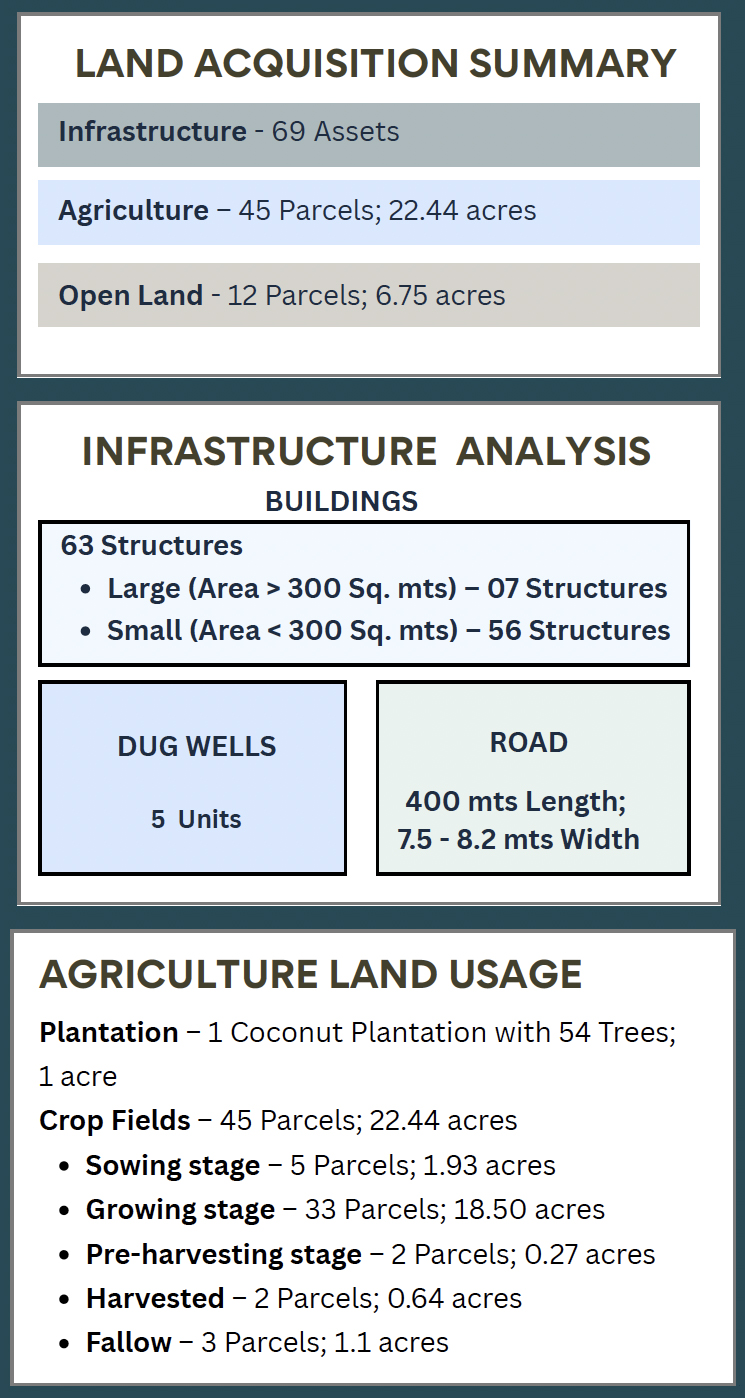 LAND ACQUISITION SUMMARY
Infrastructure - 69 Assets
Agriculture – 45 Parcels; 22.44 acres
Open Land - 12 Parcels; 6.75 acres
INFRASTRUCTURE ANALYSIS
BUILDINGS
63 Structures
• Large (Area > 300 Sq. mts) – 07 Structures
• Small (Area < 300 Sq. mts) – 56 Structures
DUG WELLS
5 Units
ROAD
400 mts Length;
7.5 - 8.2 mts Width
AGRICULTURE LAND USAGE
Plantation – 1 Coconut Plantation with 54 Trees;
1 acre
Crop Fields – 45 Parcels; 22.44 acres
• Sowing stage – 5 Parcels; 1.93 acres
• Growing stage – 33 Parcels; 18.50 acres
• Pre-harvesting stage – 2 Parcels; 0.27 acres
• Harvested – 2 Parcels; 0.64 acres
• Fallow – 3 Parcels; 1.1 acres